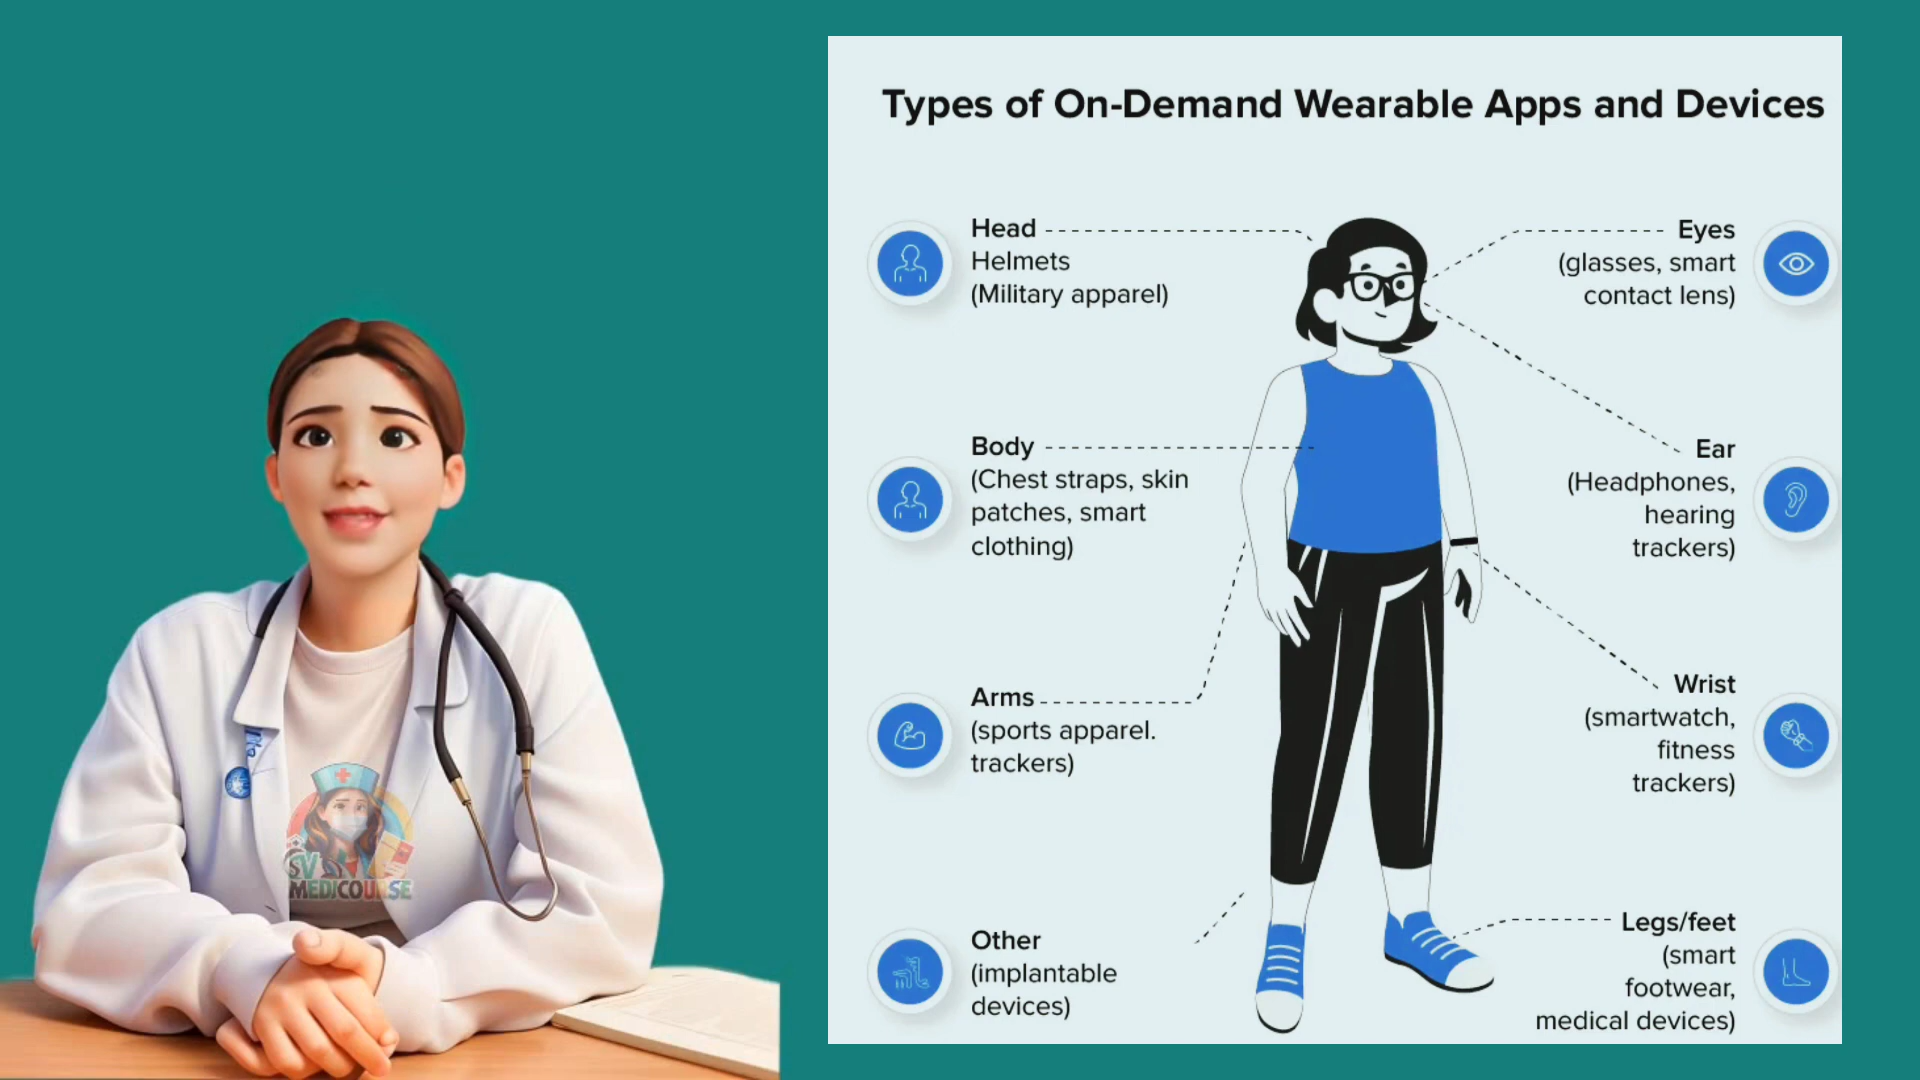 Types of On-Demand Wearable Apps and Devices
Head
Helmets
(Military apparel)
Body
(Chest straps, skin
patches, smart
clothing)
Arms
(sports apparel.
trackers)
Other
(implantable
devices)
Eyes
(glasses, smart
contact lens)
Ear
(Headphones,
hearing
trackers)
Wrist
(smartwatch,
fitness
trackers)
Legs/feet
(smart
footwear,
medical devices)
SV
MEDICOURSE